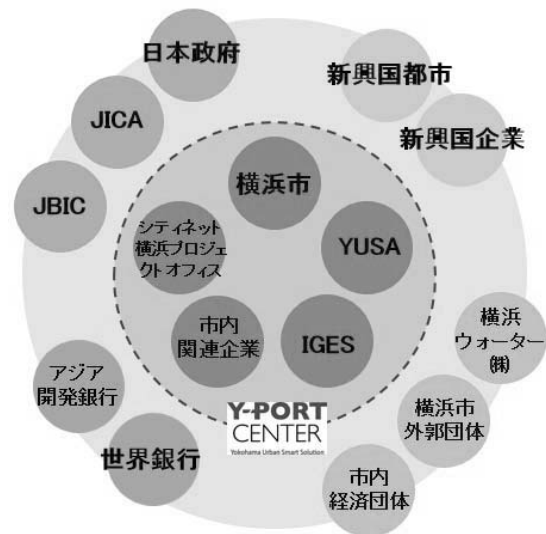 日本政府
JICA
JBIC
新興国都市
新興国企業
横浜市
シティネット
横浜プロジェ
クトオフィス
YUSA
市内
関連企業
IGES
アジア
開発銀行
世界銀行
Y-PORT
CENTER
Yokohama Urban Smart Solution
横浜
ウォーター
㈱
横浜市
外郭団体
市内
経済団体